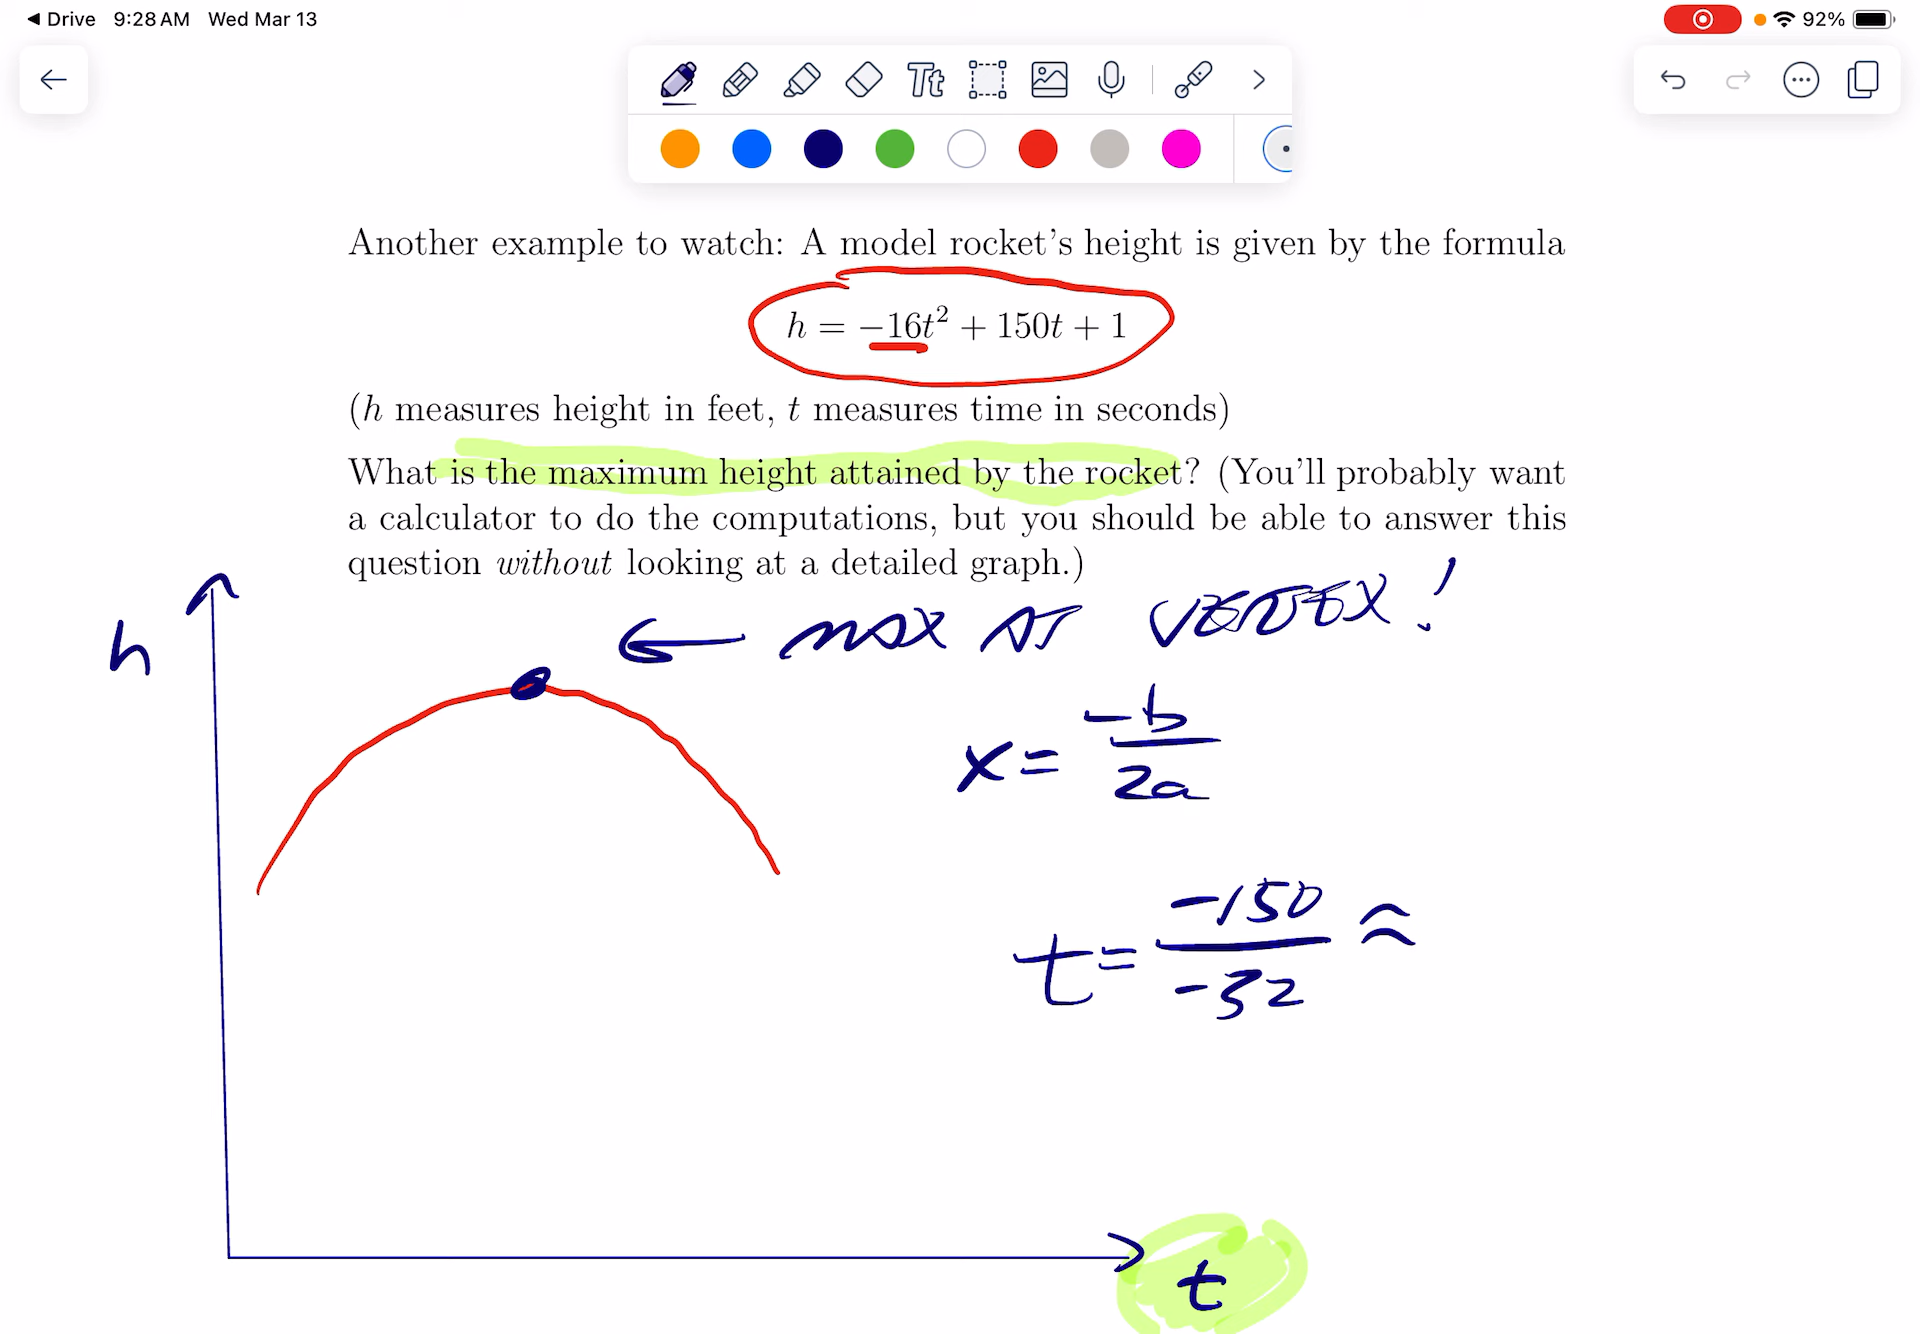 Drive 9:28 AM Wed Mar 13
92%
Tt
Another example to watch: A model rocket's height is given by the formula
h = −16t² + 150t + 1
(h measures height in feet, t measures time in seconds)
What is the maximum height attained by the rocket? (You'll probably want
a calculator to do the computations, but you should be able to answer this
question without looking at a detailed graph.)
h
← MAX AT VERTEX!
x = -b/2a
t = -150/-32 ≈
t